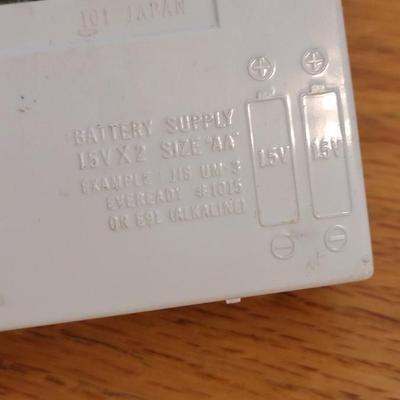 101 JAPAN
BATTERY SUPPLY
1.5V X 2 SIZE "AA"
EXAMPLE: JIS UM-3
EVEREADY #1015
OR E91 (ALKALINE)
1.5V 1.5V